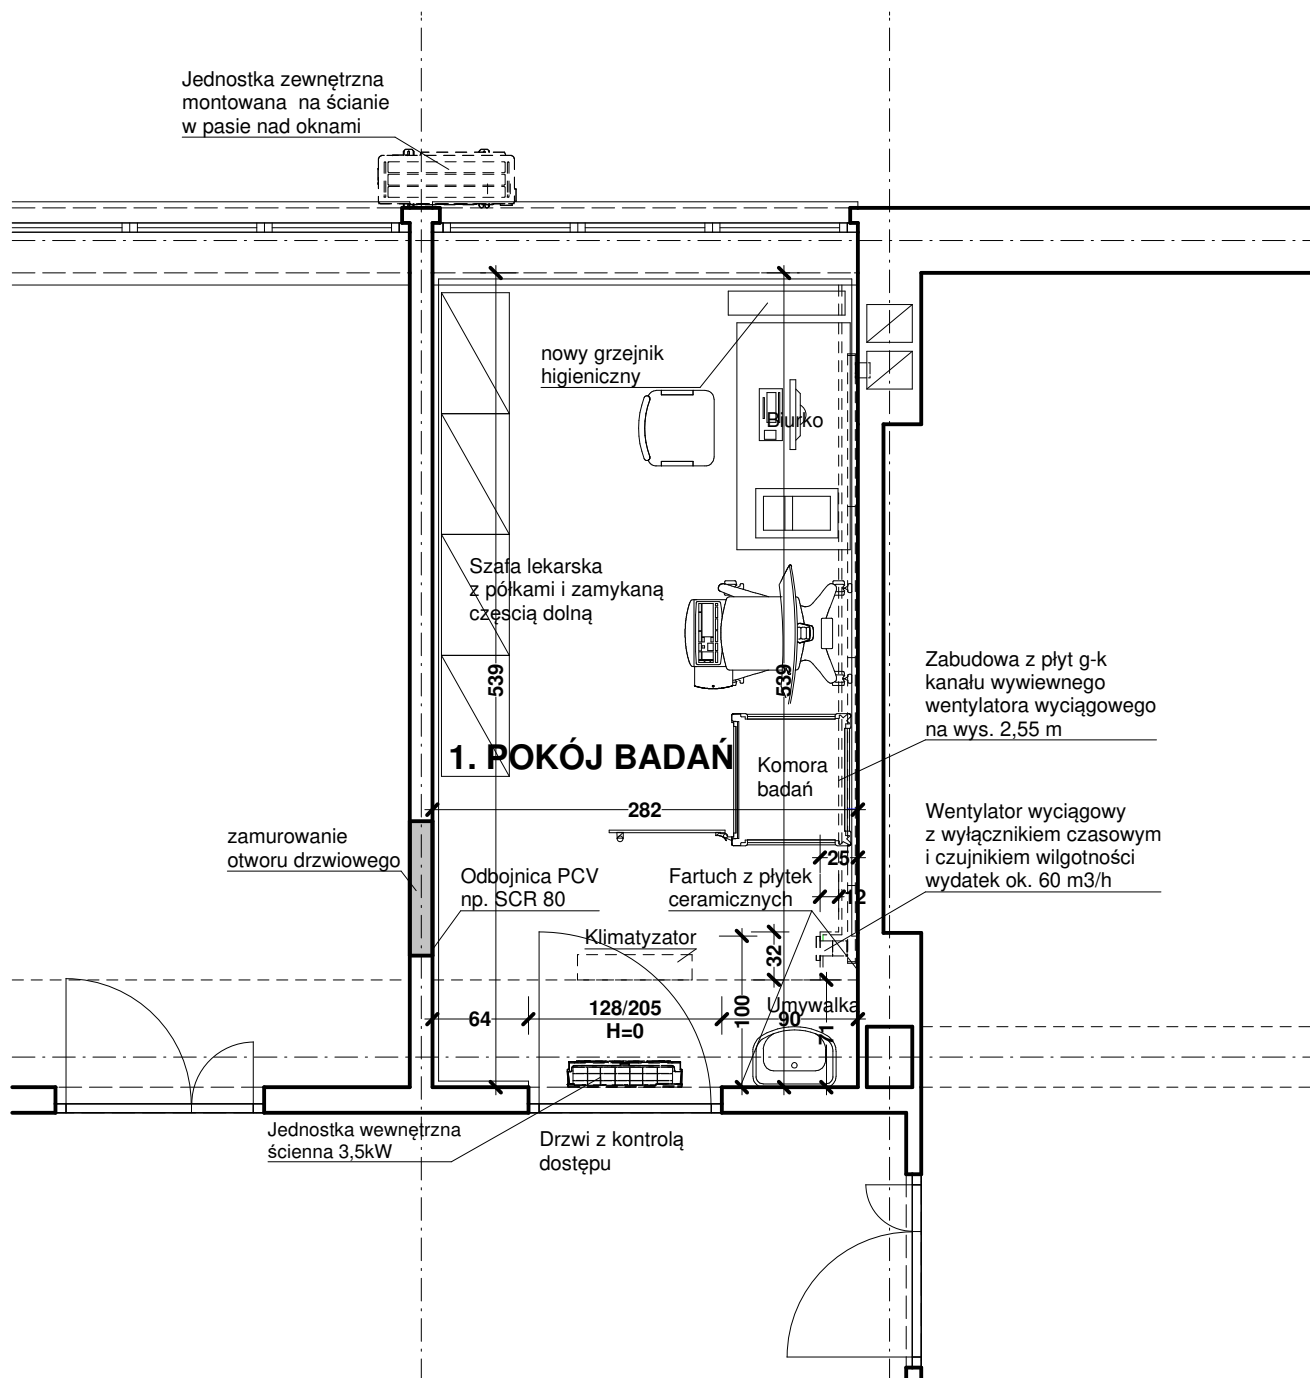 Jednostka zewnętrzna
montowana na ścianie
w pasie nad oknami
nowy grzejnik
higieniczny
Biurko
Szafa lekarska
z półkami i zamykaną
częscią dolną
539
539
Zabudowa z płyt g-k
kanału wywiewnego
wentylatora wyciągowego
na wys. 2,55 m
1. POKÓJ BADAŃ
Komora
badań
282
Wentylator wyciągowy
z wyłącznikiem czasowym
i czujnikiem wilgotności
wydatek ok. 60 m3/h
zamurowanie
otworu drzwiowego
25
Odbojnica PCV
np. SCR 80
Fartuch z płytek
ceramicznych
12
Klimatyzator
32
100
Umywalka
64
128/205
H=0
90
71
Jednostka wewnętrzna
ścienna 3,5kW
Drzwi z kontrolą
dostępu